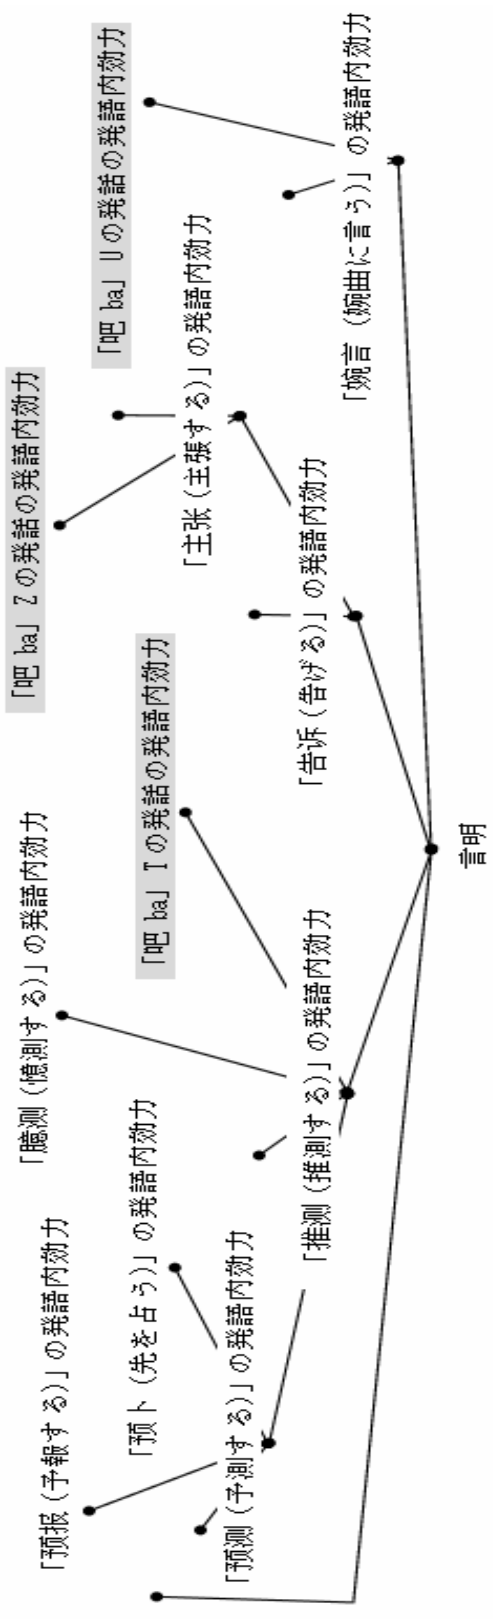 「预报（予報する）」の発語内効力
「臆测（憶測する）」の発語内効力
「吧 ba」 Z の発話の発語内効力
「预卜（先を占う）」の発語内効力
「吧 ba」 I の発話の発語内効力
「吧 ba」 U の発話の発語内効力
「预测（予測する）」の発語内効力
「主张（主張する）」の発語内効力
「推测（推測する）」の発語内効力
「告诉（告げる）」の発語内効力
「婉言（婉曲に言う）」の発語内効力
言明